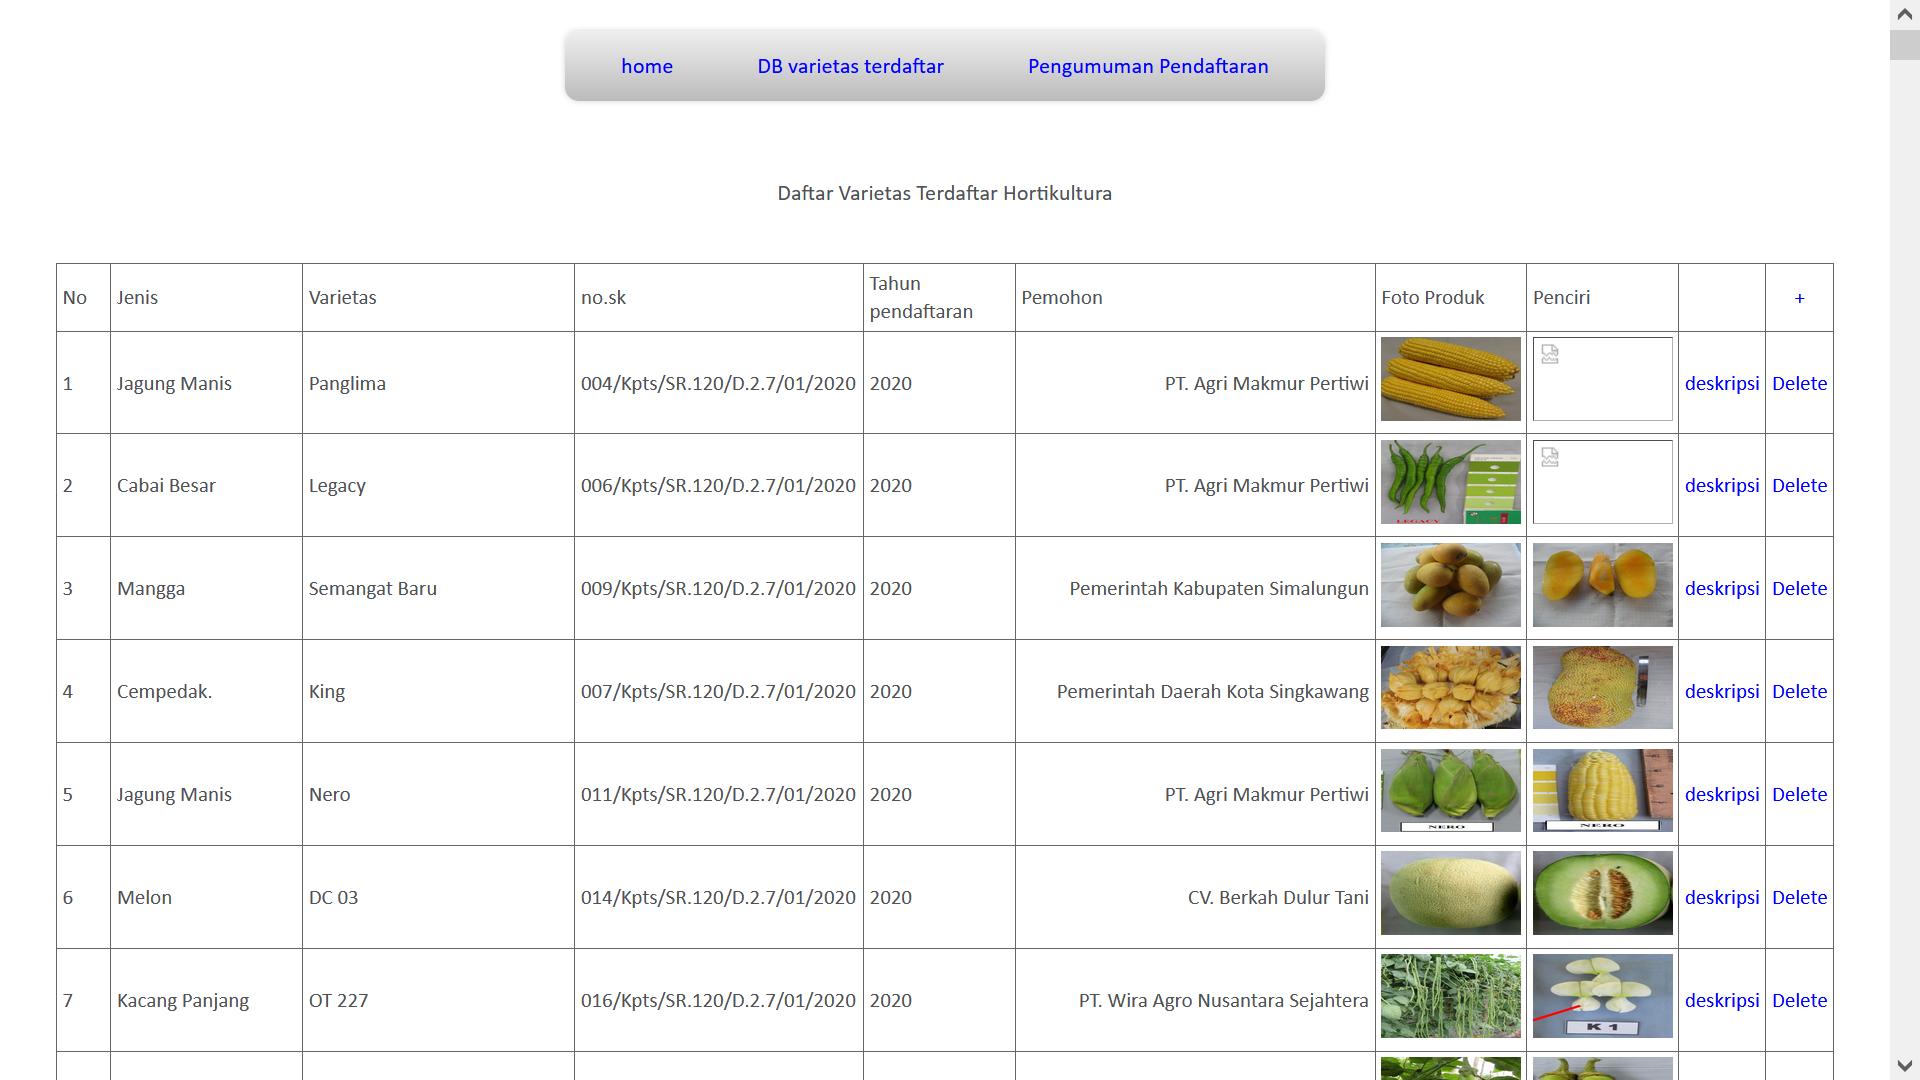 home DB varietas terdaftar Pengumuman Pendaftaran
Daftar Varietas Terdaftar Hortikultura
No Jenis Varietas no.sk Tahun pendaftaran Pemohon Foto Produk Penciri +
1 Jagung Manis Panglima 004/Kpts/SR.120/D.2.7/01/2020 2020 PT. Agri Makmur Pertiwi deskripsi Delete
2 Cabai Besar Legacy 006/Kpts/SR.120/D.2.7/01/2020 2020 PT. Agri Makmur Pertiwi LEGACY deskripsi Delete
3 Mangga Semangat Baru 009/Kpts/SR.120/D.2.7/01/2020 2020 Pemerintah Kabupaten Simalungun deskripsi Delete
4 Cempedak. King 007/Kpts/SR.120/D.2.7/01/2020 2020 Pemerintah Daerah Kota Singkawang deskripsi Delete
5 Jagung Manis Nero 011/Kpts/SR.120/D.2.7/01/2020 2020 PT. Agri Makmur Pertiwi NERO NERO deskripsi Delete
6 Melon DC 03 014/Kpts/SR.120/D.2.7/01/2020 2020 CV. Berkah Dulur Tani deskripsi Delete
7 Kacang Panjang OT 227 016/Kpts/SR.120/D.2.7/01/2020 2020 PT. Wira Agro Nusantara Sejahtera K 1 deskripsi Delete